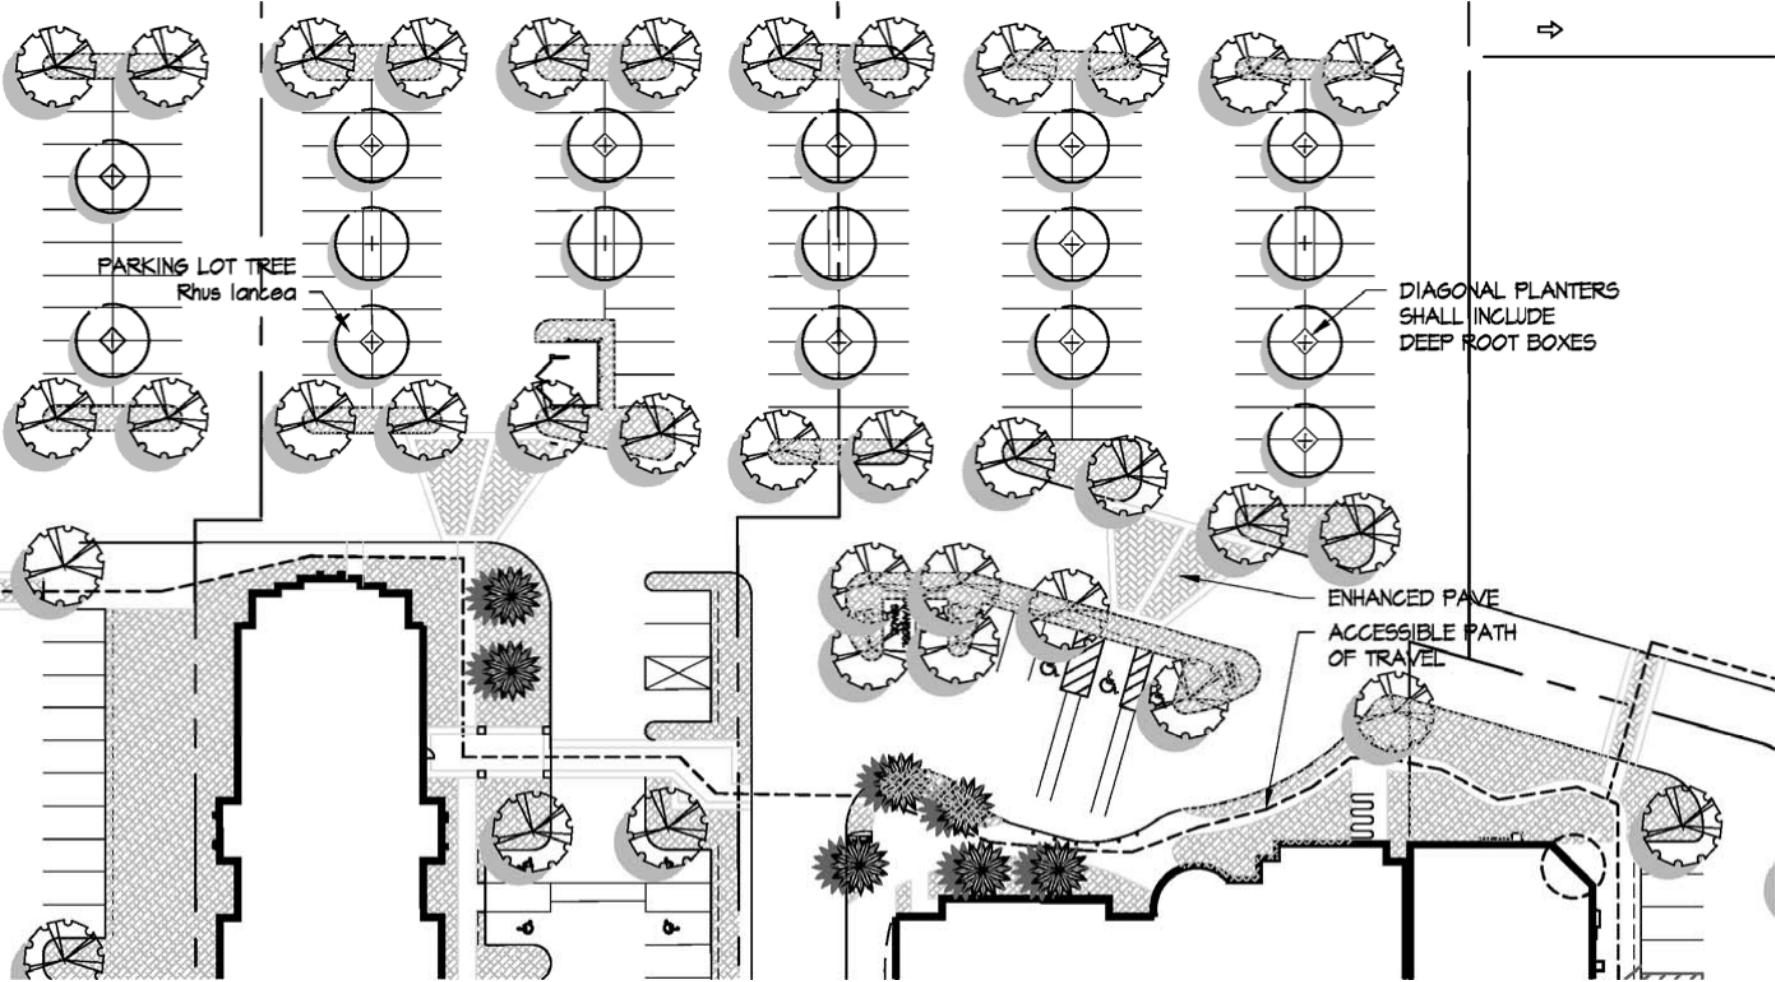 PARKING LOT TREE
Rhus lancea
DIAGONAL PLANTERS
SHALL INCLUDE
DEEP ROOT BOXES
ENHANCED PAVE
ACCESSIBLE PATH
OF TRAVEL